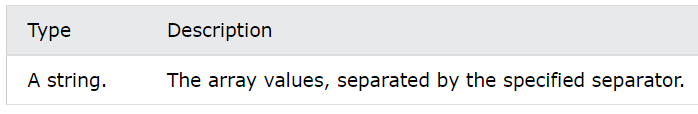 Type Description
A string. The array values, separated by the specified separator.